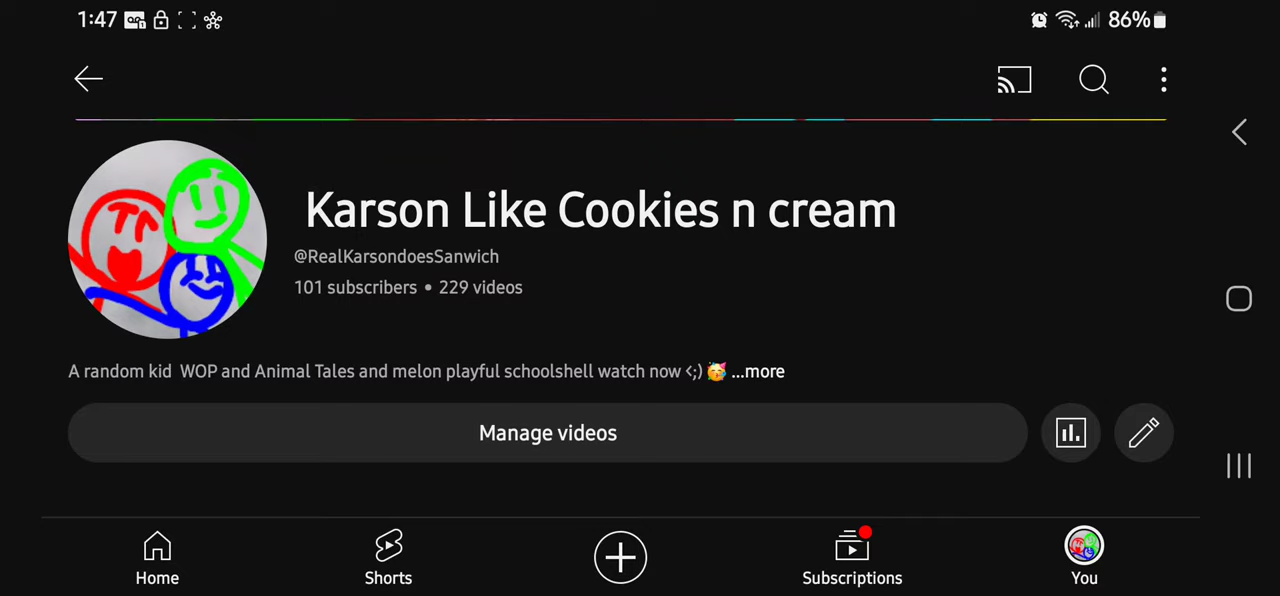 1:47 86%
Karson Like Cookies n cream
@RealKarsondoesSanwich
101 subscribers • 229 videos
A random kid WOP and Animal Tales and melon playful schoolshell watch now <;) 🥳 ...more
Manage videos
Home Shorts Subscriptions You